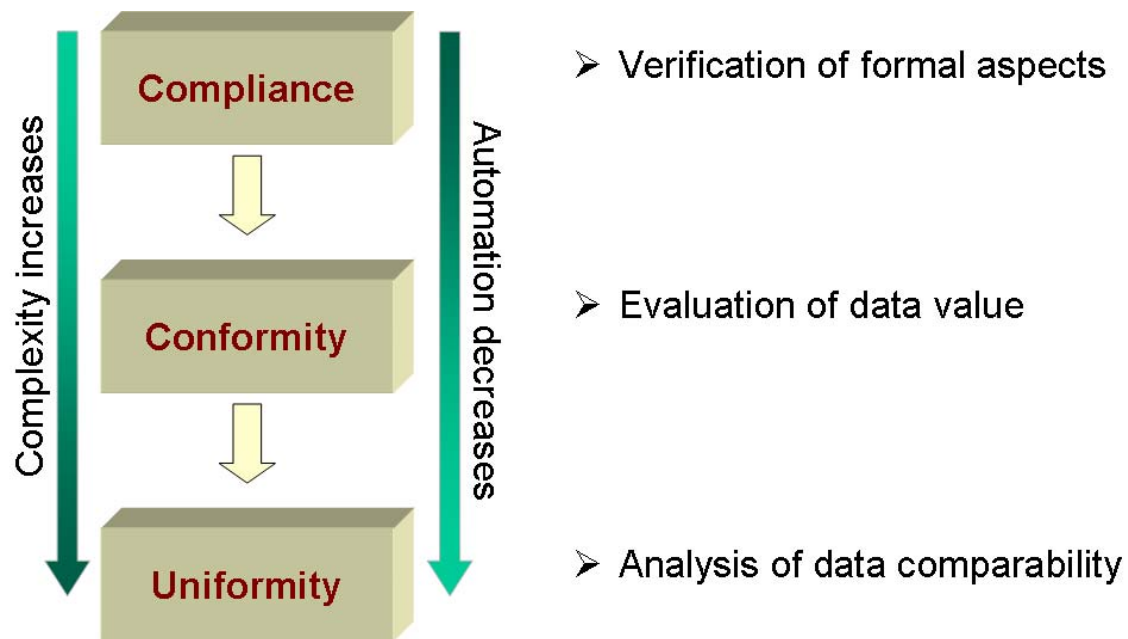 Compliance
➢ Verification of formal aspects
Complexity increases
Automation decreases
Conformity
➢ Evaluation of data value
Uniformity
➢ Analysis of data comparability